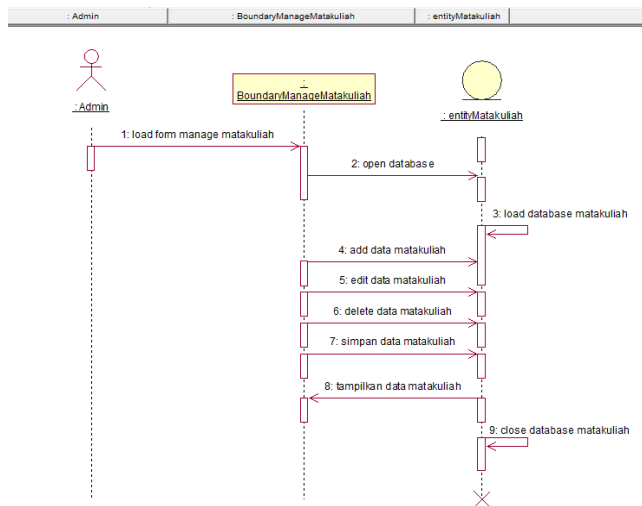 : Admin
: BoundaryManageMatakuliah
: entityMatakuliah
: Admin
:
BoundaryManageMatakuliah
: entityMatakuliah
1: load form manage matakuliah
2: open database
3: load database matakuliah
4: add data matakuliah
5: edit data matakuliah
6: delete data matakuliah
7: simpan data matakuliah
8: tampilkan data matakuliah
9: close database matakuliah